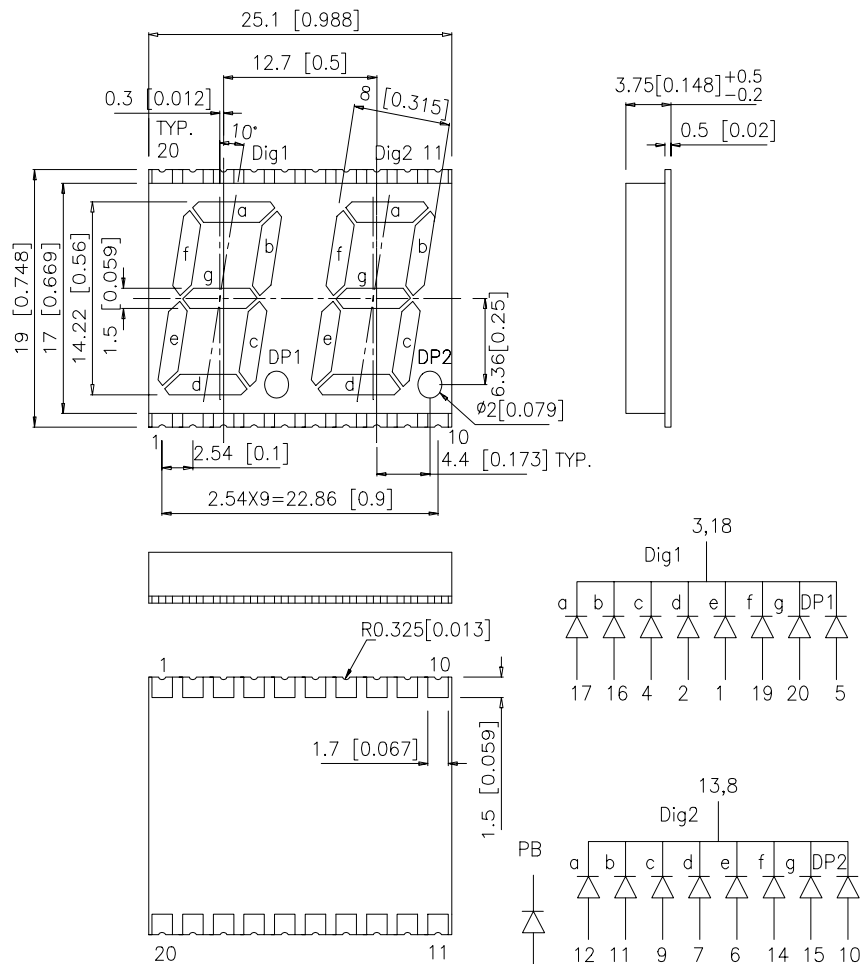 25.1 [0.988]
12.7 [0.5]
0.3 [0.012]
TYP.
8 [0.315]
10°
20
Dig1
Dig2
11
3.75[0.148] +0.5 -0.2
0.5 [0.02]
19 [0.748]
17 [0.669]
14.22 [0.56]
1.5 [0.059]
a
a
f
b
f
b
g
g
e
c
e
c
d
d
DP1
DP2
6.36[0.25]
ø2[0.079]
1
10
2.54 [0.1]
4.4 [0.173] TYP.
2.54X9=22.86 [0.9]
R0.325[0.013]
1
10
1.7 [0.067]
1.5 [0.059]
20
11
3,18
Dig1
a b c d e f g DP1
17 16 4 2 1 19 20 5
13,8
Dig2
PB
a b c d e f g DP2
12 11 9 7 6 14 15 10